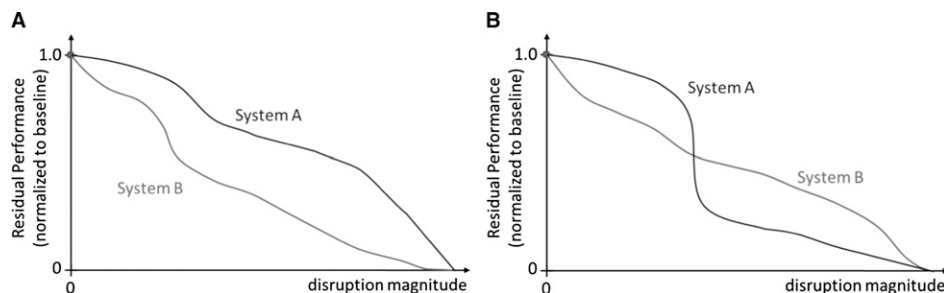 A
Residual Performance
(normalized to baseline)
1.0
System A
System B
0
0
disruption magnitude
B
Residual Performance
(normalized to baseline)
1.0
System A
System B
0
0
disruption magnitude